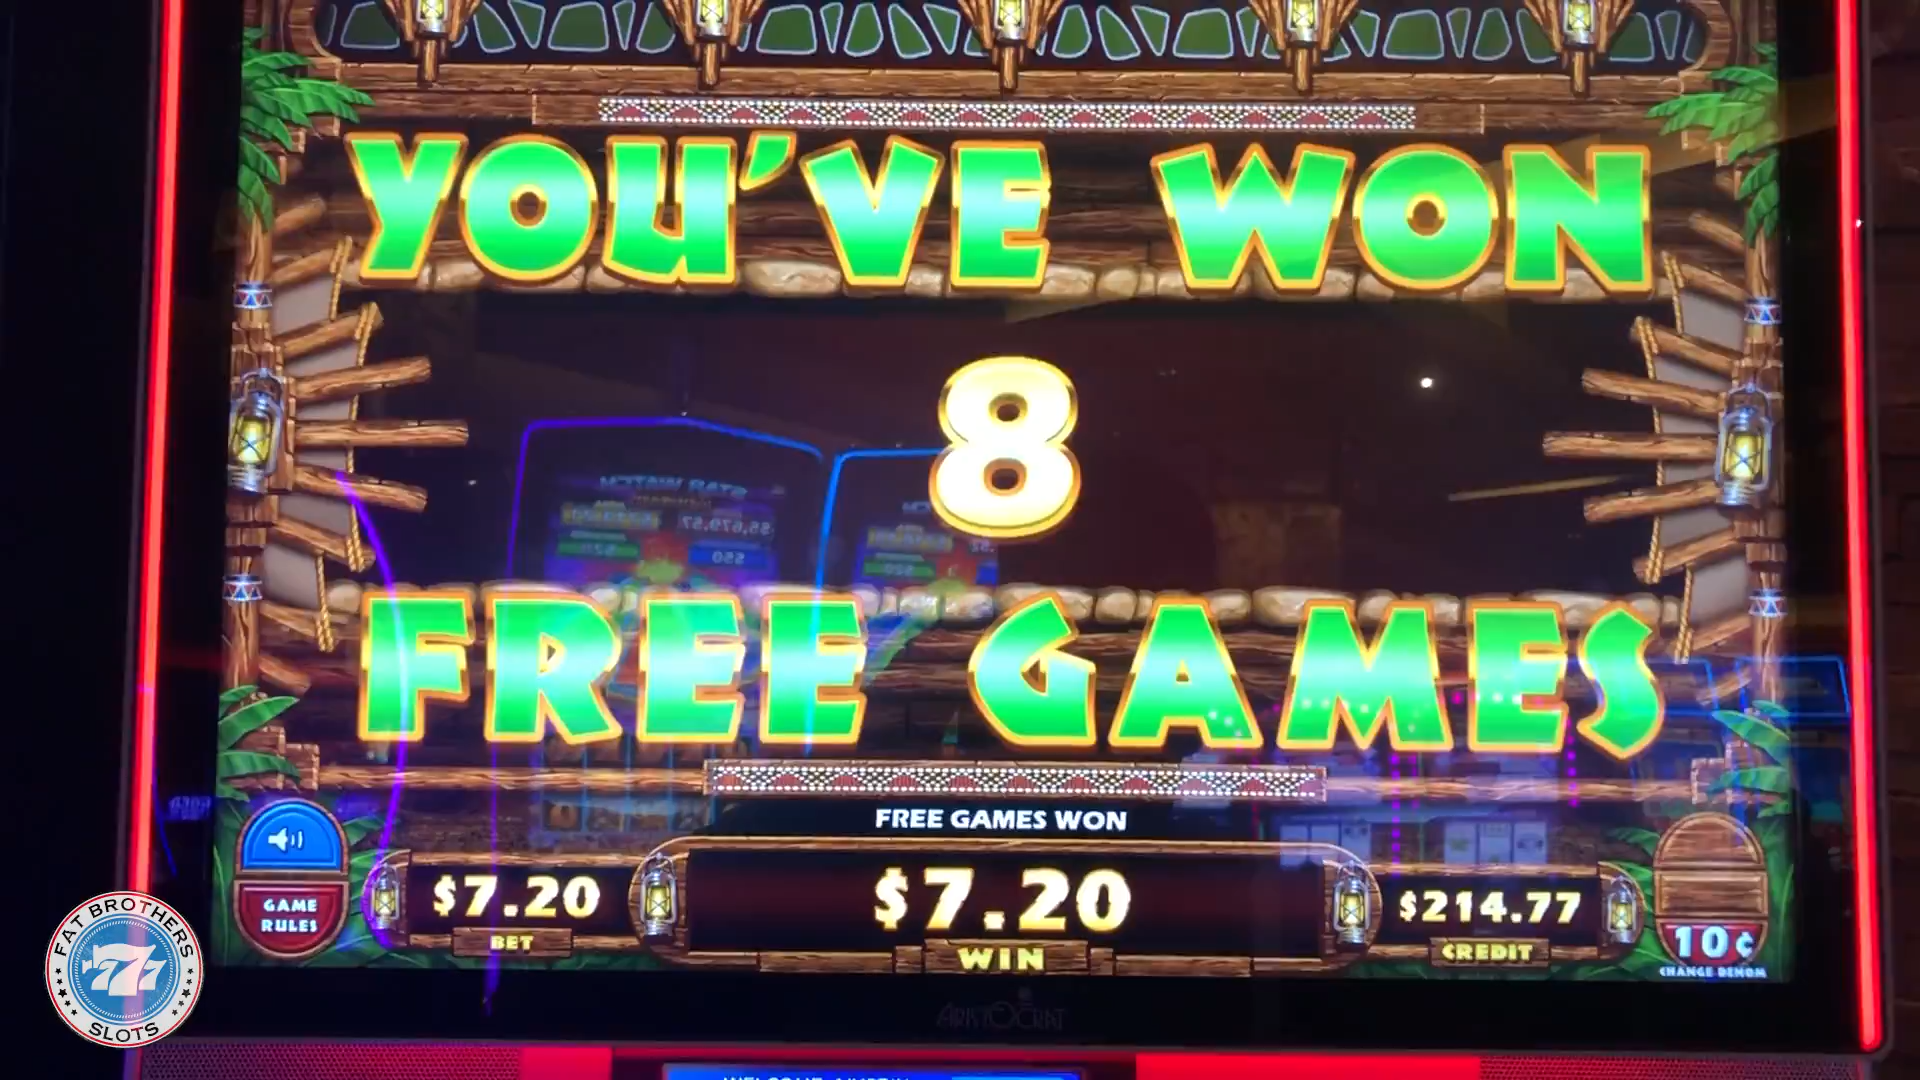 YOU'VE WON
8
FREE GAMES
FREE GAMES WON
GAME
RULES
$7.20
BET
$7.20
WIN
$214.77
CREDIT
10¢
CHANGE DENOM
ARISTOCRAT
FAT BROTHERS
777
SLOTS